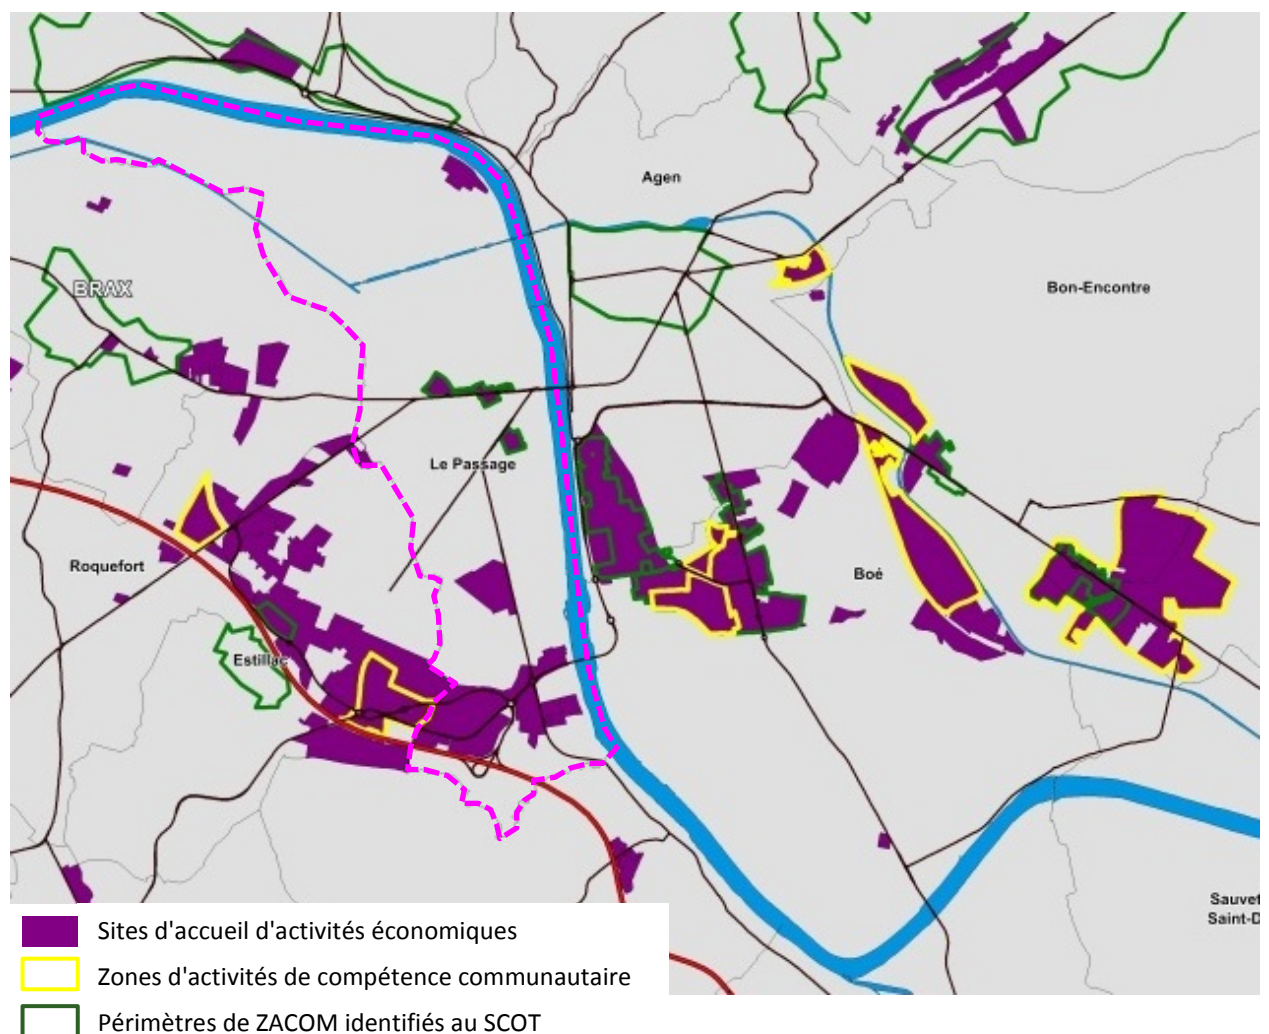 Agen
BRAX
Bon-Encontre
Le Passage
Roquefort
Boé
Estillac
Sauvet
Saint-D
Sites d'accueil d'activités économiques
Zones d'activités de compétence communautaire
Périmètres de ZACOM identifiés au SCOT